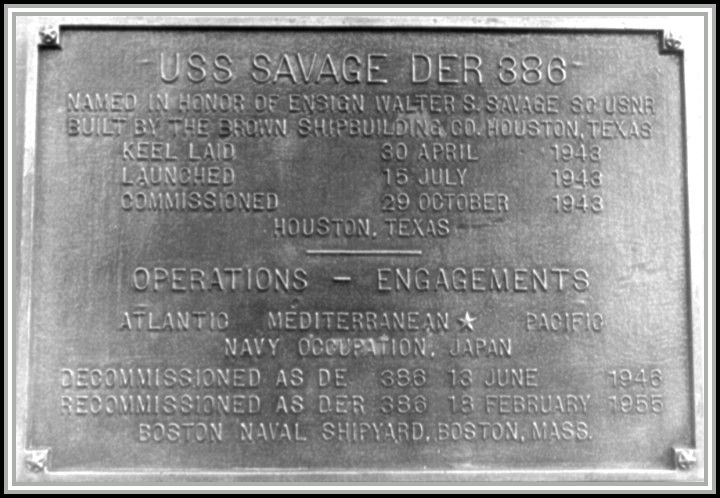 USS SAVAGE DER 386
NAMED IN HONOR OF ENSIGN WALTER S. SAVAGE SC USNR
BUILT BY THE BROWN SHIPBUILDING CO. HOUSTON, TEXAS
KEEL LAID 30 APRIL 1943
LAUNCHED 15 JULY 1943
COMMISSIONED 29 OCTOBER 1943
HOUSTON, TEXAS
OPERATIONS – ENGAGEMENTS
ATLANTIC MEDITERRANEAN ★ PACIFIC
NAVY OCCUPATION, JAPAN
DECOMMISSIONED AS DE 386 13 JUNE 1946
RECOMMISSIONED AS DER 386 18 FEBRUARY 1955
BOSTON NAVAL SHIPYARD, BOSTON, MASS.